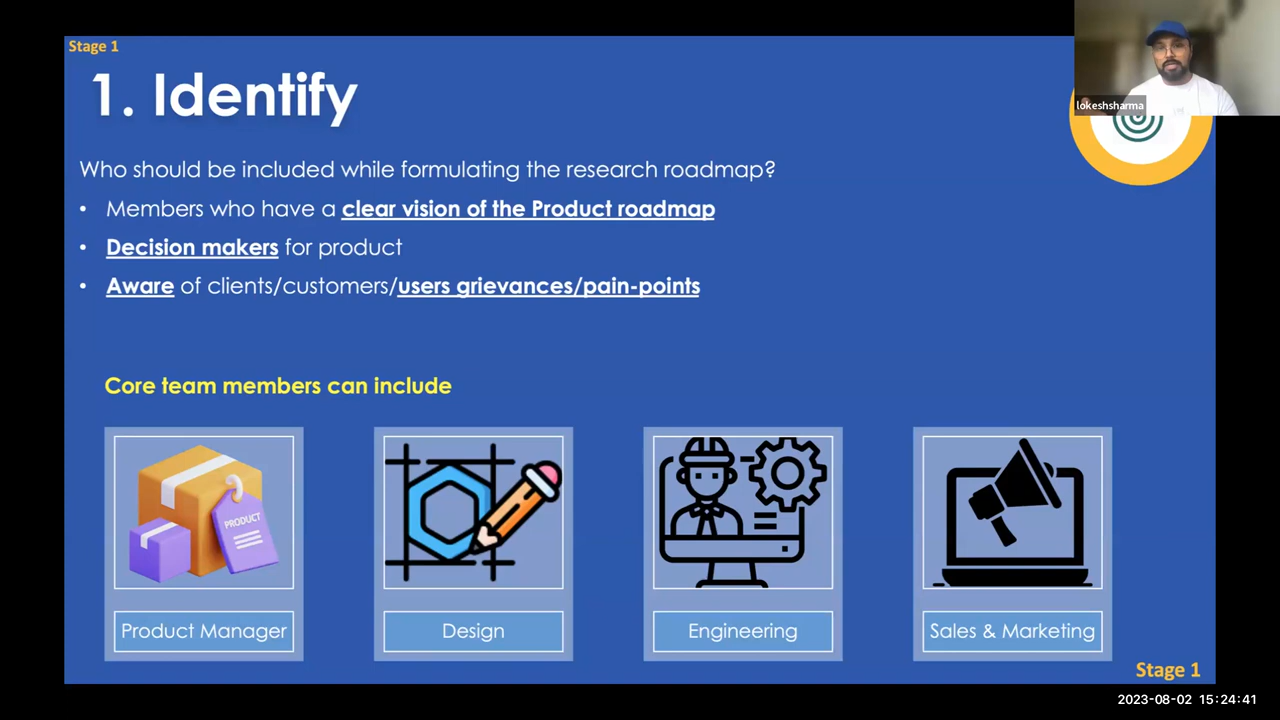 Stage 1
1. Identify
lokeshsharma
Who should be included while formulating the research roadmap?
• Members who have a clear vision of the Product roadmap
• Decision makers for product
• Aware of clients/customers/users grievances/pain-points
Core team members can include
PRODUCT
Product Manager
Design
Engineering
Sales & Marketing
Stage 1
2023-08-02 15:24:41